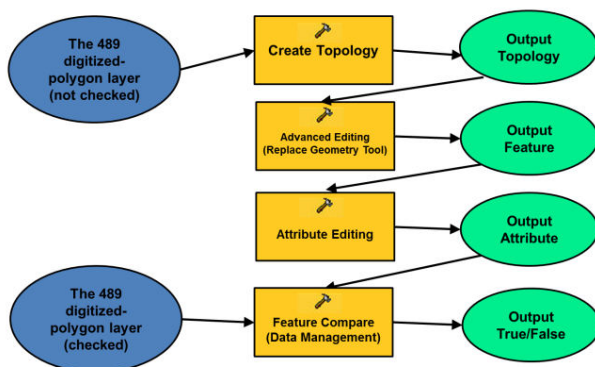 The 489
digitized-
polygon layer
(not checked)
Create Topology
Output
Topology
Advanced Editing
(Replace Geometry Tool)
Output
Feature
Attribute Editing
Output
Attribute
The 489
digitized-
polygon layer
(checked)
Feature Compare
(Data Management)
Output
True/False